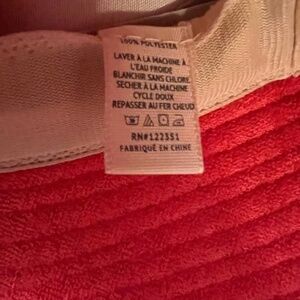 100% POLYESTER
LAVER À LA MACHINE À
L'EAU FROIDE
BLANCHIR SANS CHLORE.
SECHER À LA MACHINE
CYCLE DOUX
REPASSER AU FER CHEUD
RN#122351
FABRIQUÉ EN CHINE